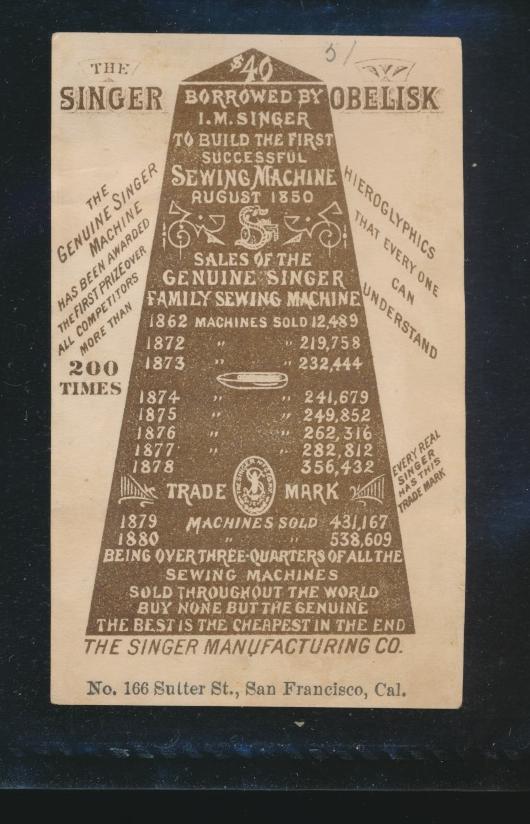 51
THE
SINGER OBELISK
$40
BORROWED BY
I.M. SINGER
TO BUILD THE FIRST
SUCCESSFUL
SEWING MACHINE
AUGUST 1850
SALES OF THE
GENUINE SINGER
FAMILY SEWING MACHINE
1862 MACHINES SOLD 12,489
1872 " " 219,758
1873 " " 232,444
1874 " " 241,679
1875 " " 249,852
1876 " " 262,316
1877 " " 282,812
1878 356,432
TRADE MARK
1879 MACHINES SOLD 431,167
1880 " " 538,609
BEING OVER THREE-QUARTERS OF ALL THE
SEWING MACHINES
SOLD THROUGHOUT THE WORLD
BUY NONE BUT THE GENUINE
THE BEST IS THE CHEAPEST IN THE END
THE
GENUINE SINGER
MACHINE
HAS BEEN AWARDED
THE FIRST PRIZE OVER
ALL COMPETITORS
MORE THAN
200
TIMES
HIEROGLYPHICS
THAT EVERY ONE
CAN
UNDERSTAND
EVERY REAL
SINGER
HAS THIS
TRADE MARK
THE SINGER MANUFACTURING CO.
No. 166 Sutter St., San Francisco, Cal.